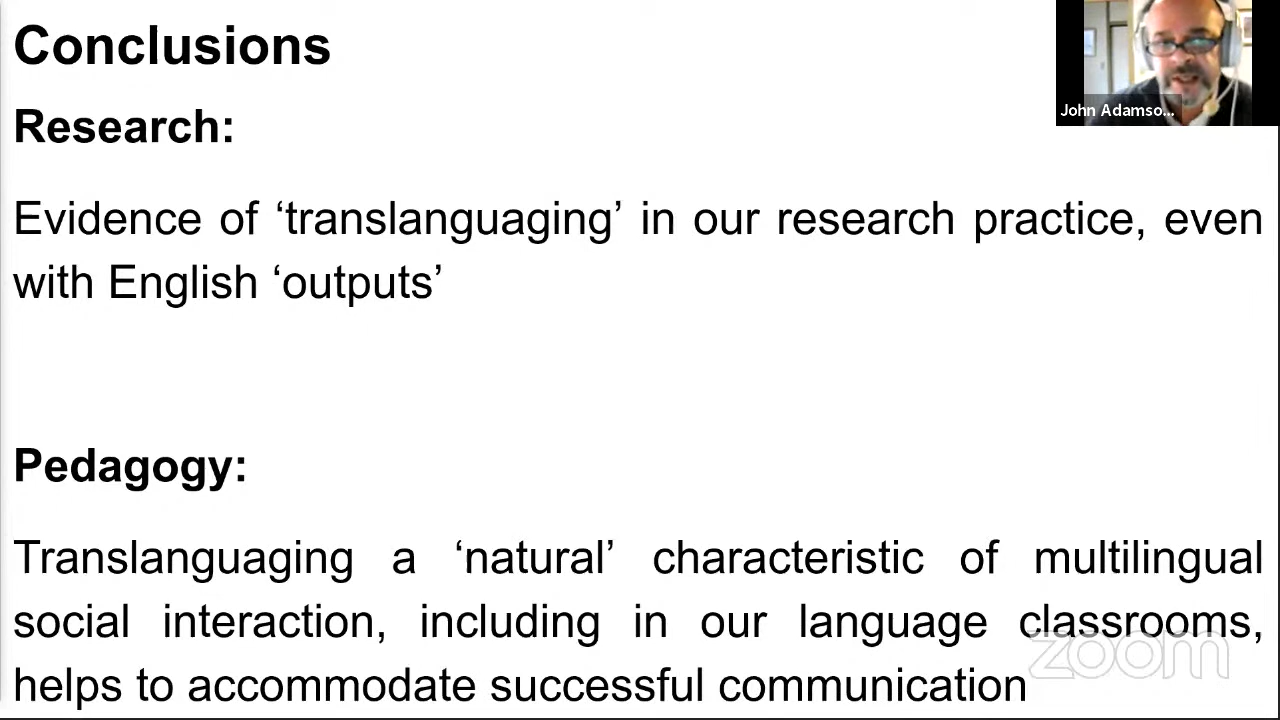 Conclusions
John Adamso...
Research:
Evidence of ‘translanguaging’ in our research practice, even
with English ‘outputs’
Pedagogy:
Translanguaging a ‘natural’ characteristic of multilingual
social interaction, including in our language classrooms,
helps to accommodate successful communication
zoom